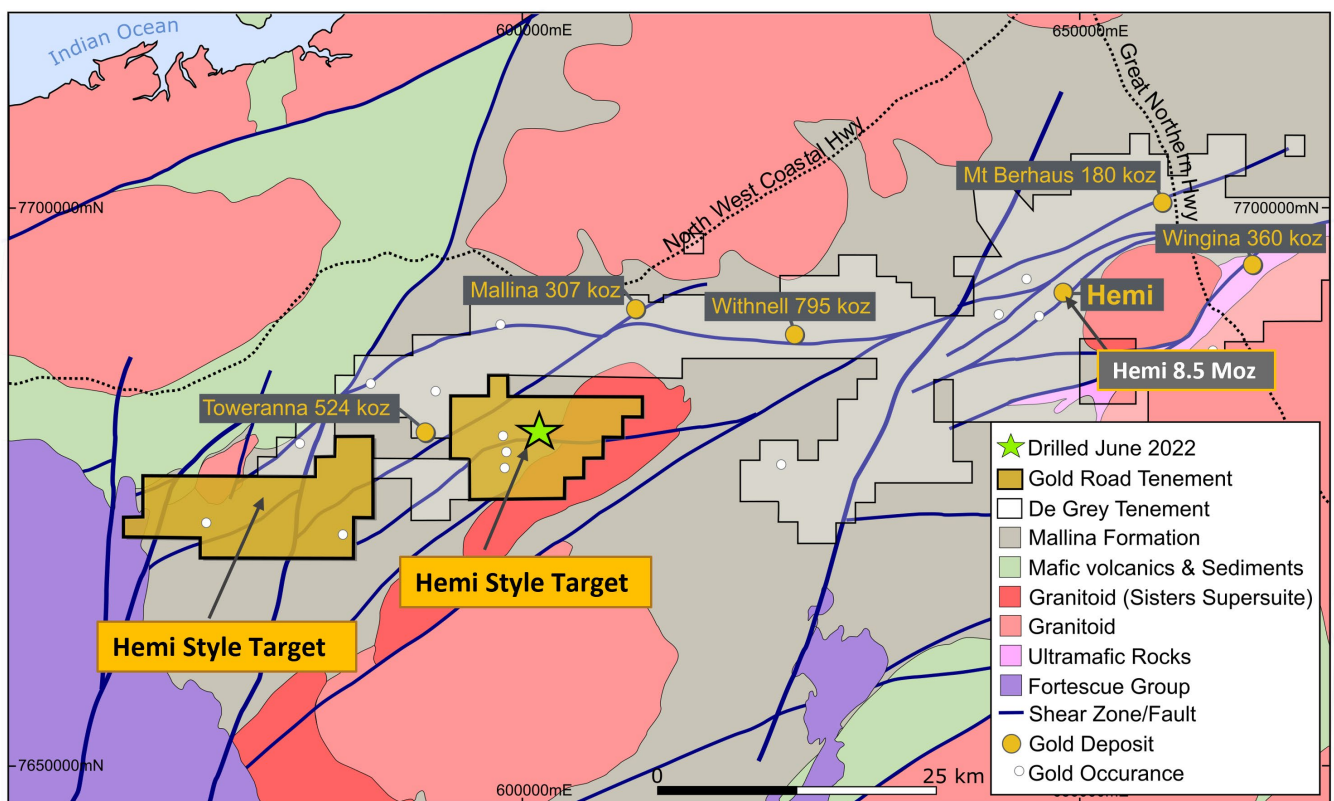 Indian Ocean
600000mE
650000mE
Great Northern Hwy
North West Coastal Hwy
Mt Berhaus 180 koz
7700000mN
7700000mN
Wingina 360 koz
Mallina 307 koz
Withnell 795 koz
Hemi
Hemi 8.5 Moz
Toweranna 524 koz
Hemi Style Target
Hemi Style Target
Drilled June 2022
Gold Road Tenement
De Grey Tenement
Mallina Formation
Mafic volcanics & Sediments
Granitoid (Sisters Supersuite)
Granitoid
Ultramafic Rocks
Fortescue Group
Shear Zone/Fault
Gold Deposit
Gold Occurance
7650000mN
0
25 km
600000mE